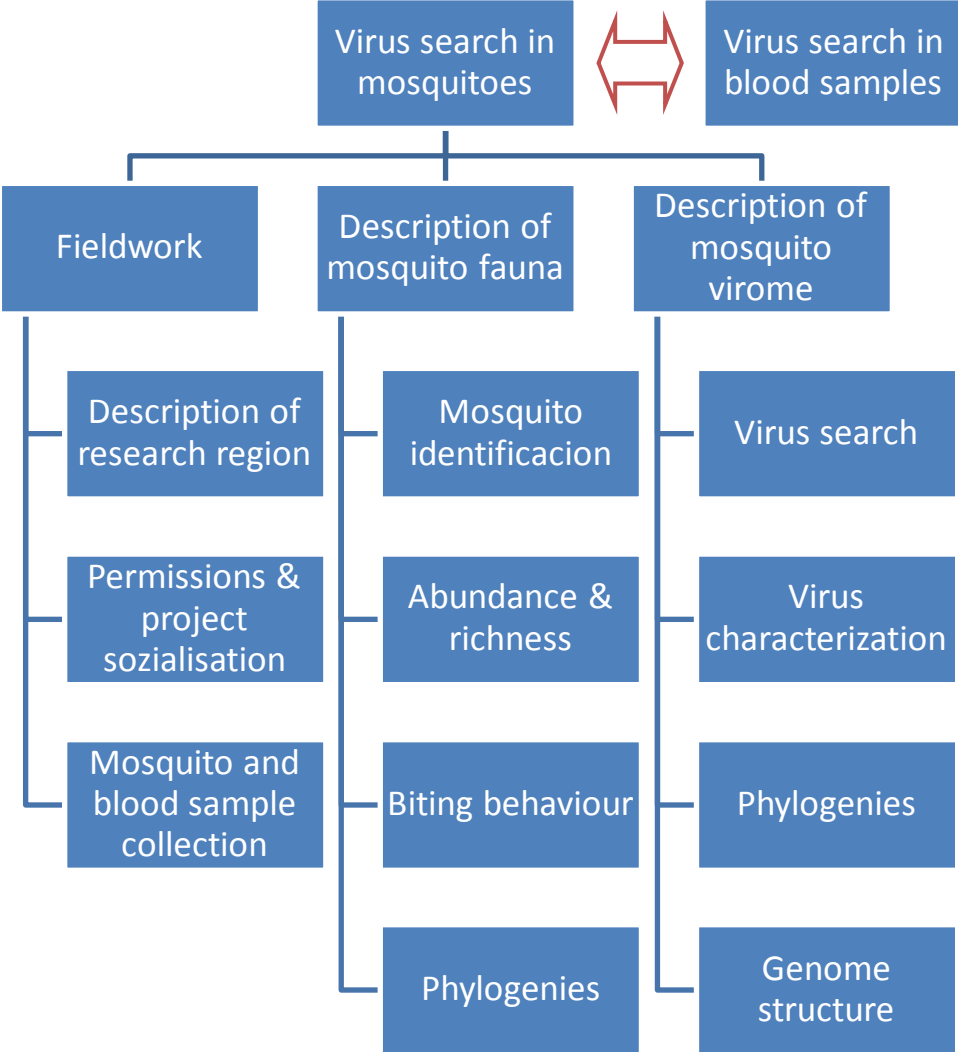 Virus search in
mosquitoes
Virus search in
blood samples
Fieldwork
Description of
mosquito fauna
Description of
mosquito
virome
Description of
research region
Mosquito
identificacion
Virus search
Permissions &
project
sozialisation
Abundance &
richness
Virus
characterization
Mosquito and
blood sample
collection
Biting behaviour
Phylogenies
Phylogenies
Genome
structure